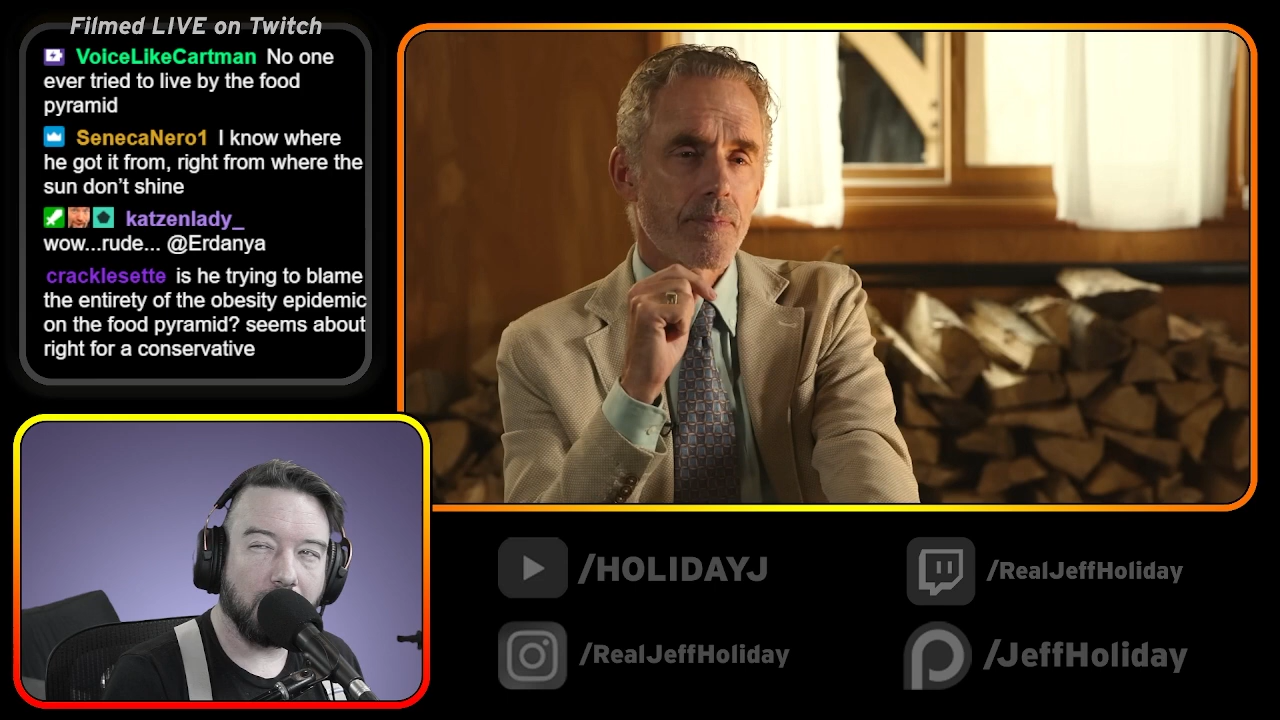 Filmed LIVE on Twitch
VoiceLikeCartman No one
ever tried to live by the food
pyramid
SenecaNero1 I know where
he got it from, right from where the
sun don’t shine
katzenlady_
wow...rude... @Erdanya
cracklesette is he trying to blame
the entirety of the obesity epidemic
on the food pyramid? seems about
right for a conservative
/HOLIDAYJ
/RealJeffHoliday
/RealJeffHoliday
/JeffHoliday